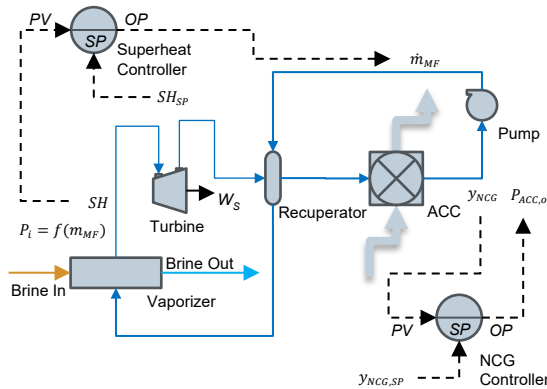 PV
OP
SP
Superheat
Controller
ṁ_MF
SH_SP
Pump
y_NCG
P_ACC,o
SH
W_S
Turbine
Recuperator
ACC
P_i = f(m_MF)
Brine In
Brine Out
Vaporizer
PV
SP
OP
NCG
Controller
y_NCG,SP